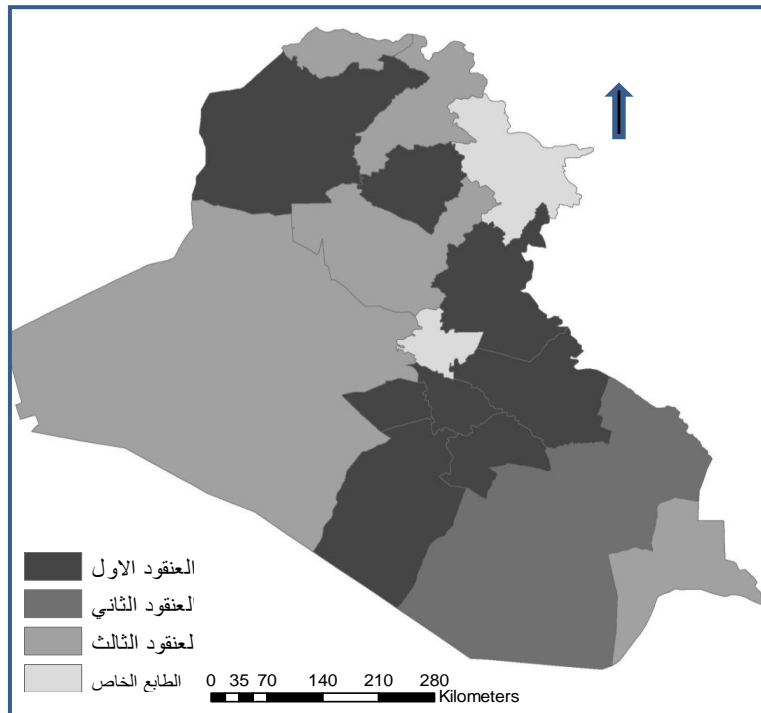 العنقود الاول
لعنقود الثاني
لعنقود الثالث
الطابع الخاص
0 35 70 140 210 280
Kilometers